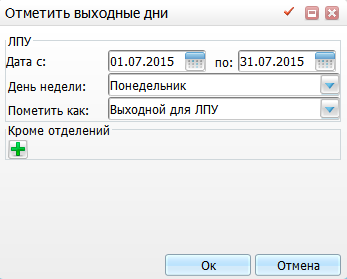 Отметить выходные дни
ЛПУ
Дата с: 01.07.2015 по: 31.07.2015
День недели: Понедельник
Пометить как: Выходной для ЛПУ
Кроме отделений
Ок Отмена